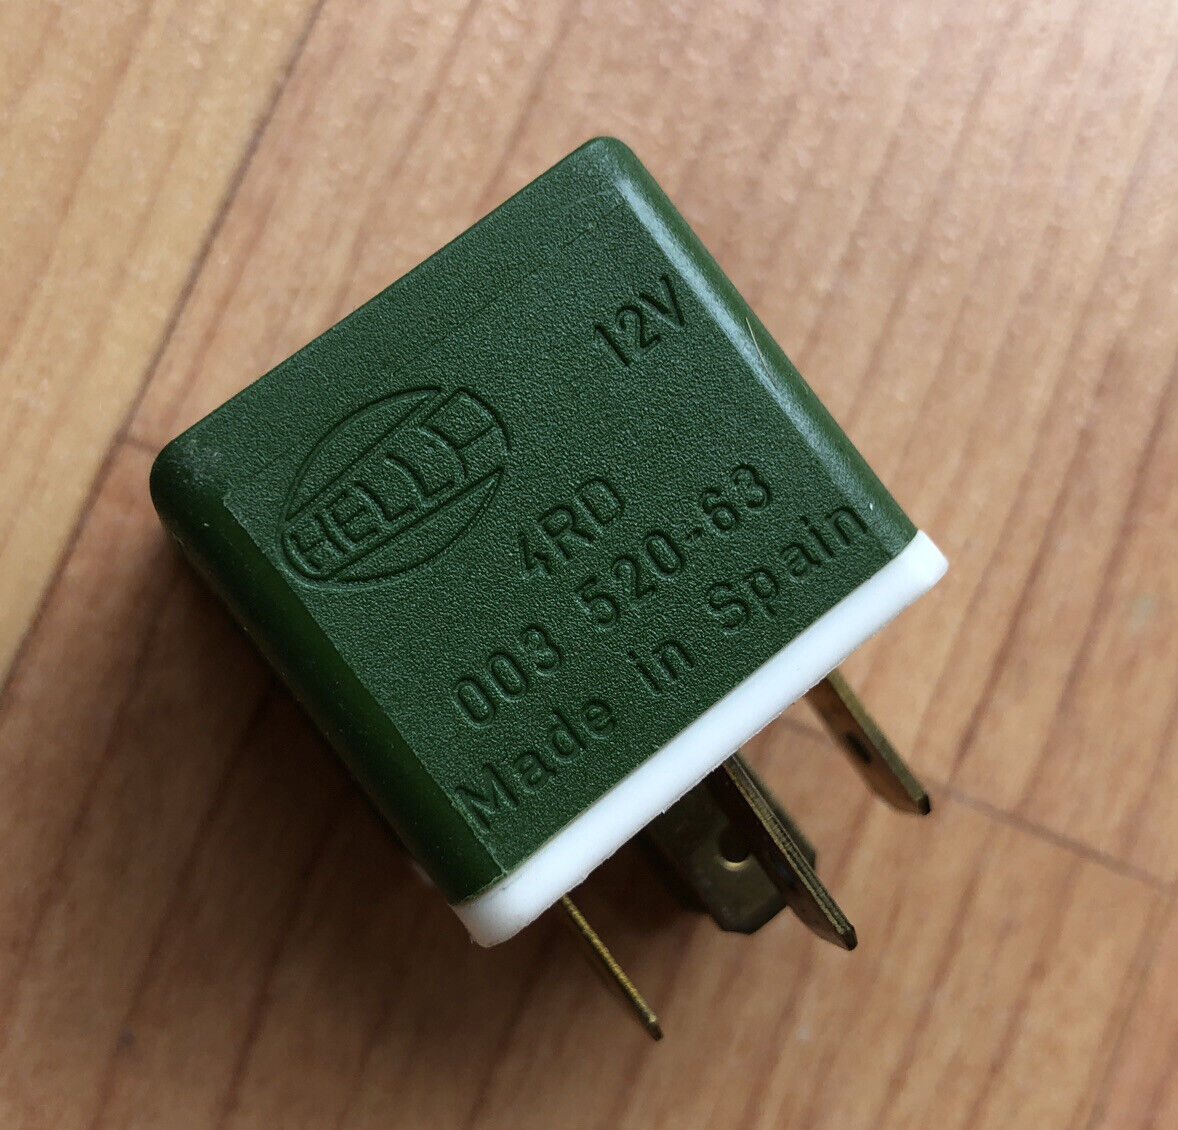 12V
HELLA
4RD
003 520-63
Made in Spain